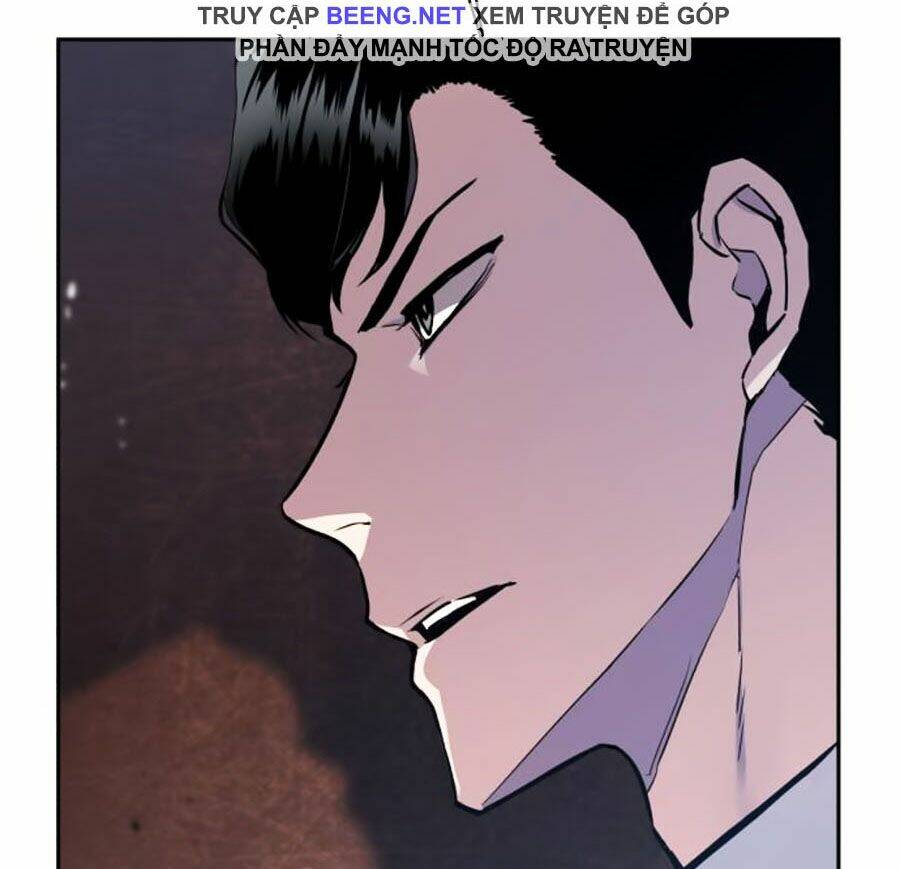 TRUY CẬP BEENG.NET XEM TRUYỆN ĐỂ GÓP
PHẦN ĐẨY MẠNH TỐC ĐỘ RA TRUYỆN